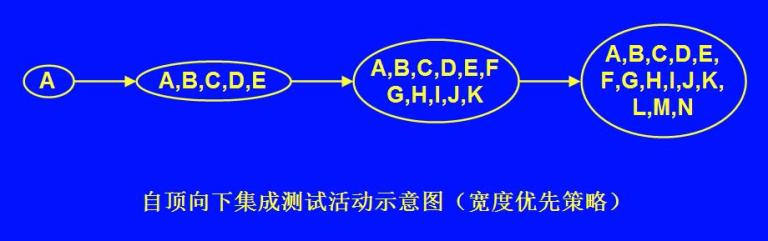 A
A,B,C,D,E
A,B,C,D,E,F
G,H,I,J,K
A,B,C,D,E,
F,G,H,I,J,K,
L,M,N
自顶向下集成测试活动示意图（宽度优先策略）